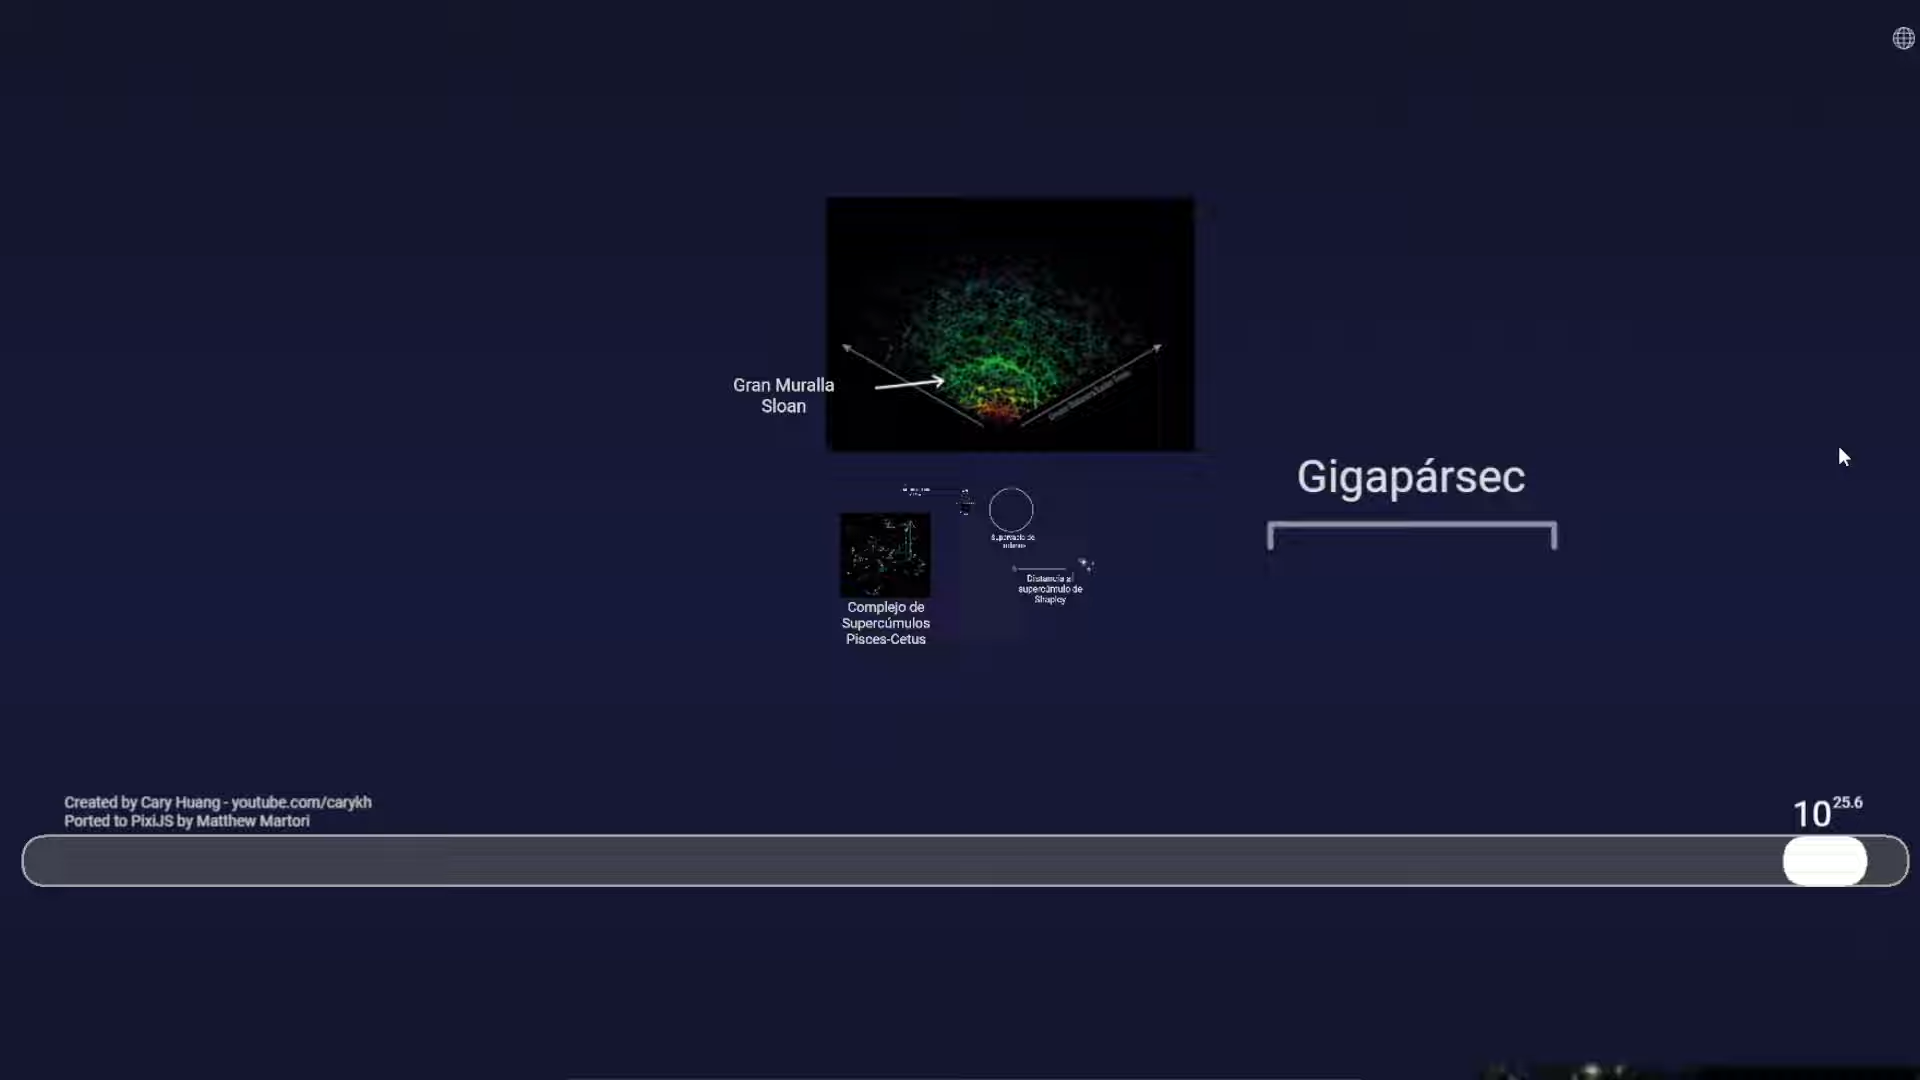 Gran Muralla
Sloan
Gigapársec
Distancia al
supercúmulo de
Shapley
Complejo de
Supercúmulos
Pisces-Cetus
Created by Cary Huang - youtube.com/carykh
Ported to PixiJS by Matthew Martori
10^25.6